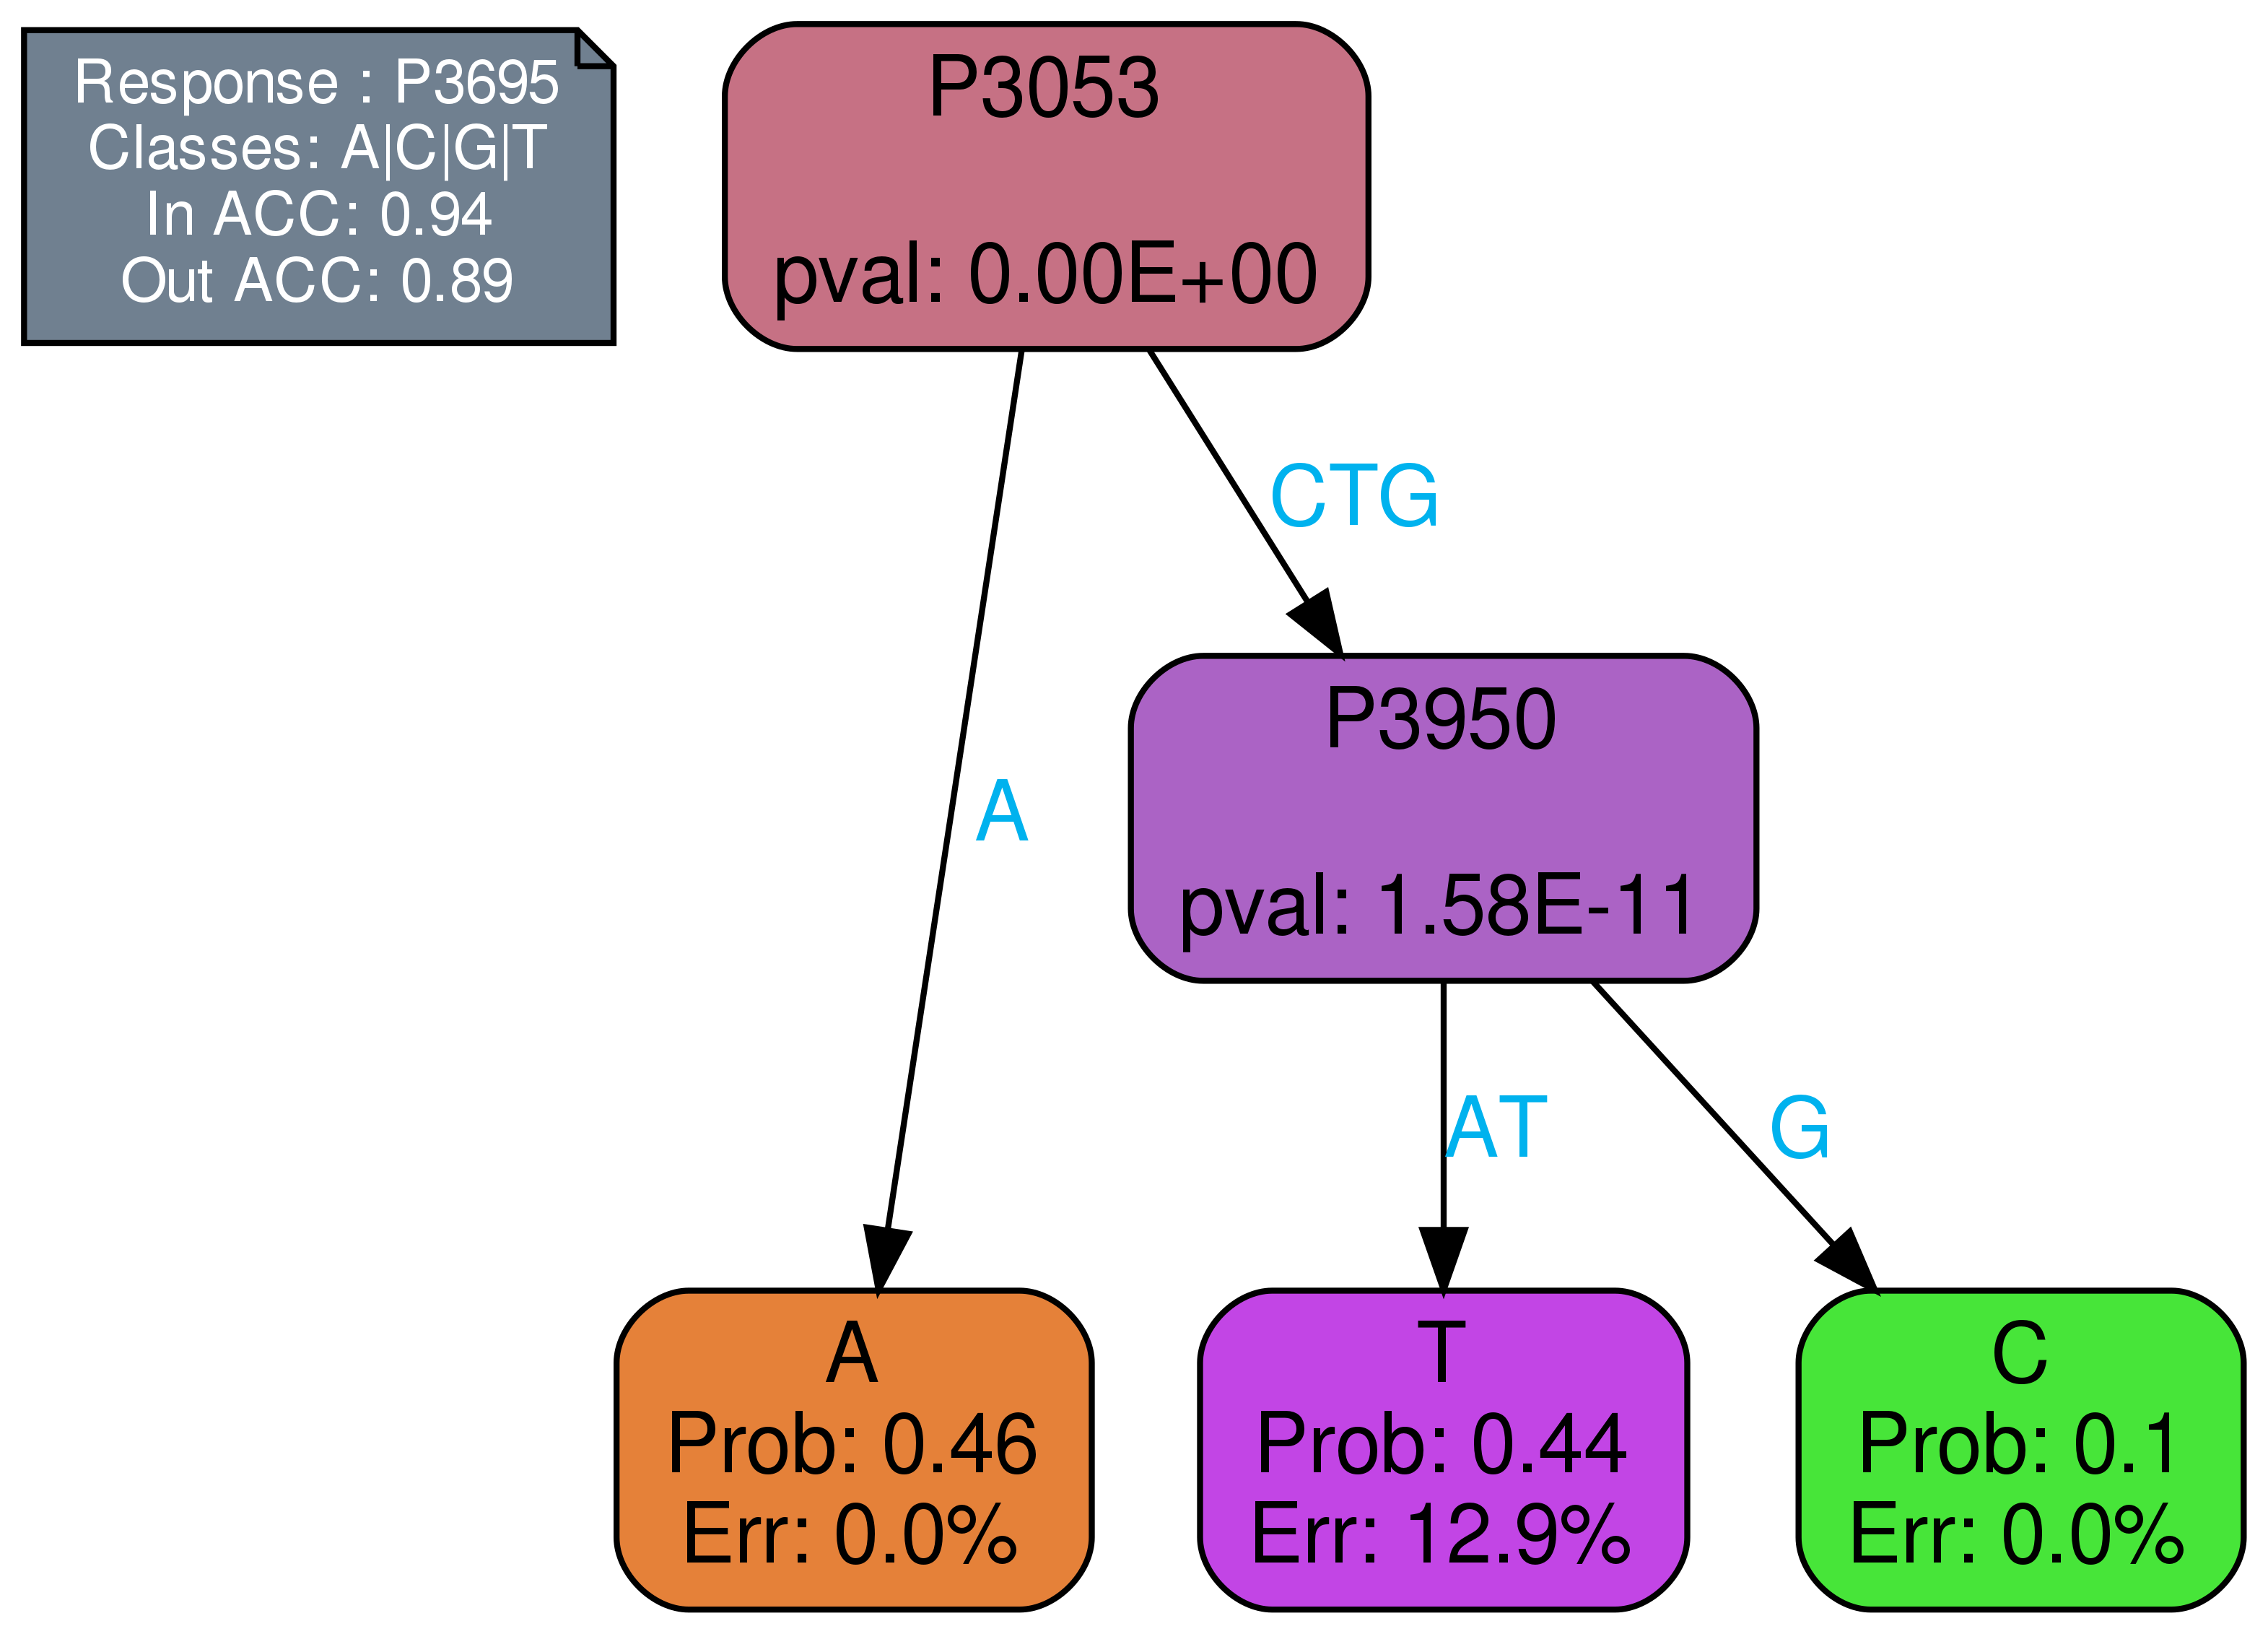 Response : P3695
Classes: A|C|G|T
In ACC: 0.94
Out ACC: 0.89
P3053
pval: 0.00E+00
CTG
A
P3950
pval: 1.58E-11
AT
G
A
Prob: 0.46
Err: 0.0%
T
Prob: 0.44
Err: 12.9%
C
Prob: 0.1
Err: 0.0%